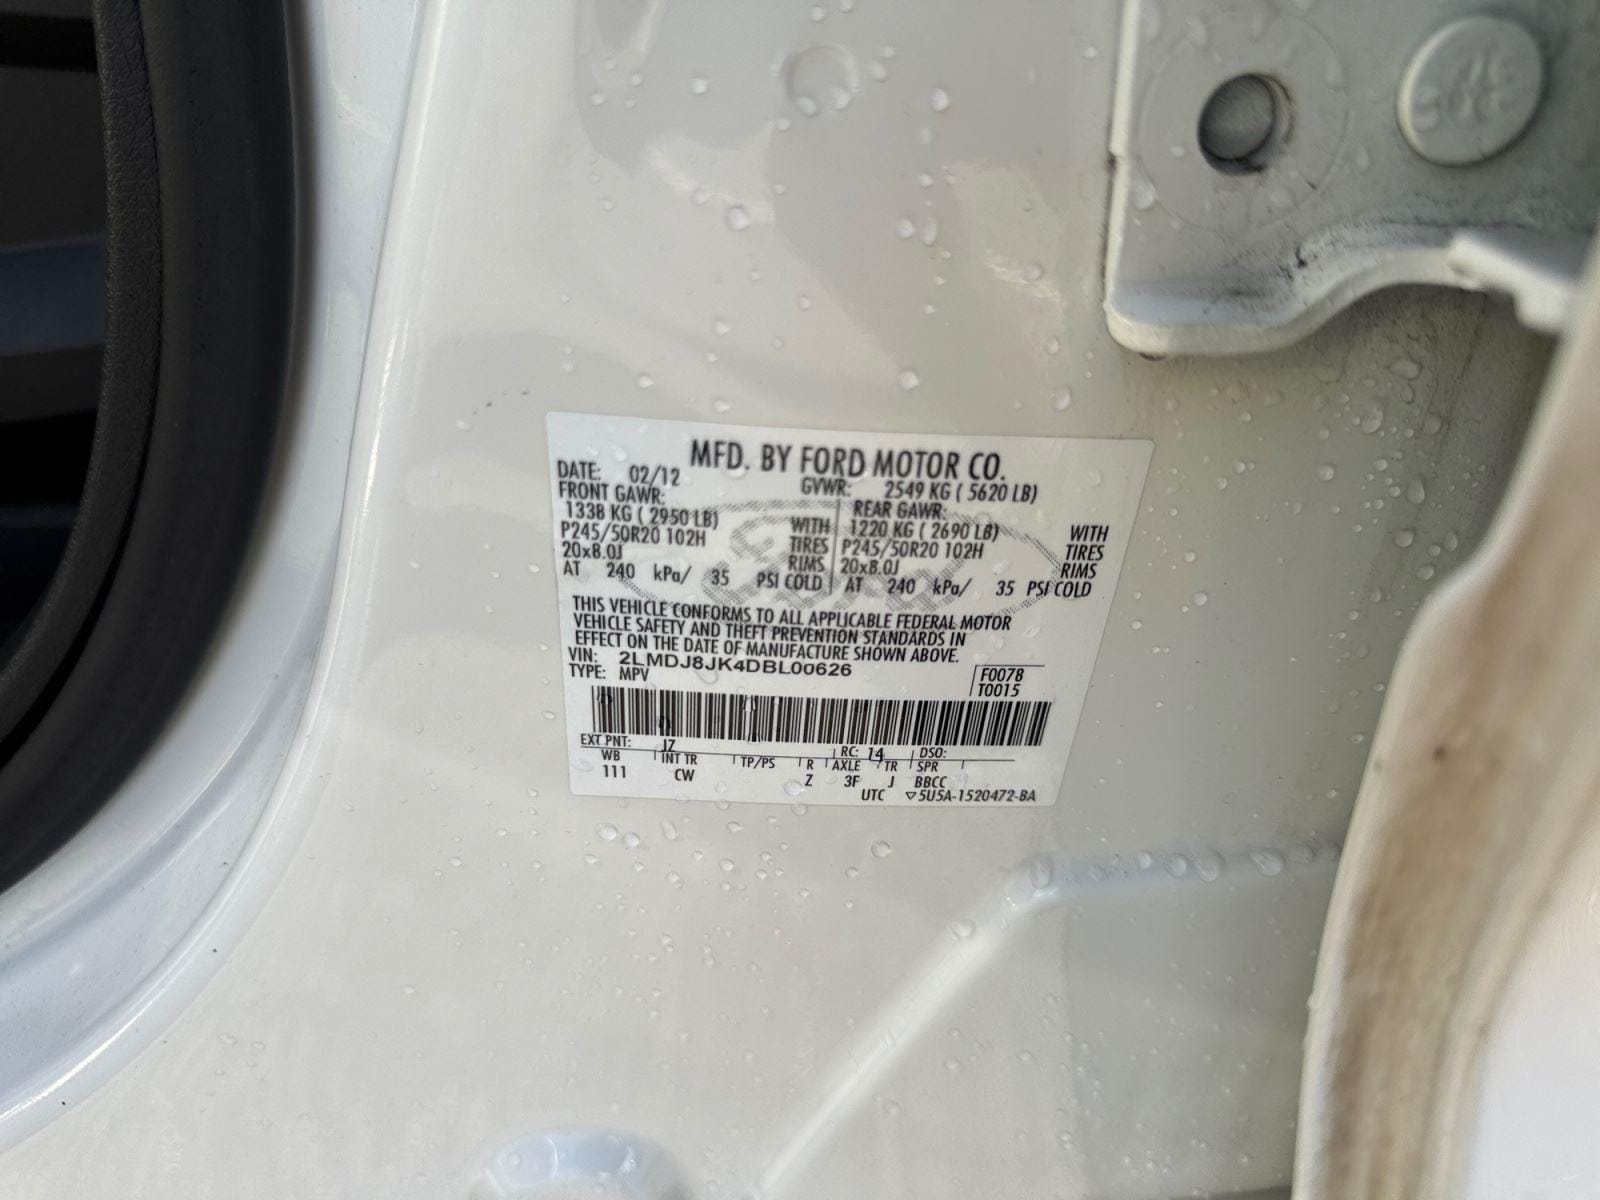 MFD. BY FORD MOTOR CO.
DATE: 02/12 GVWR: 2549 KG ( 5620 LB)
FRONT GAWR: REAR GAWR:
1338 KG ( 2950 LB) WITH 1220 KG ( 2690 LB) WITH
P245/50R20 102H TIRES P245/50R20 102H TIRES
20x8.0J RIMS 20x8.0J RIMS
AT 240 kPa/ 35 PSI COLD AT 240 kPa/ 35 PSI COLD
THIS VEHICLE CONFORMS TO ALL APPLICABLE FEDERAL MOTOR
VEHICLE SAFETY AND THEFT PREVENTION STANDARDS IN
EFFECT ON THE DATE OF MANUFACTURE SHOWN ABOVE.
VIN: 2LMDJ8JK4DBL00626
TYPE: MPV
F0078
T0015
EXT PNT: JZ RC: 14 DSO:
WB INT TR TP/PS R AXLE TR SPR
111 CW Z 3F J BBCC
UTC ▽5U5A-1520472-BA